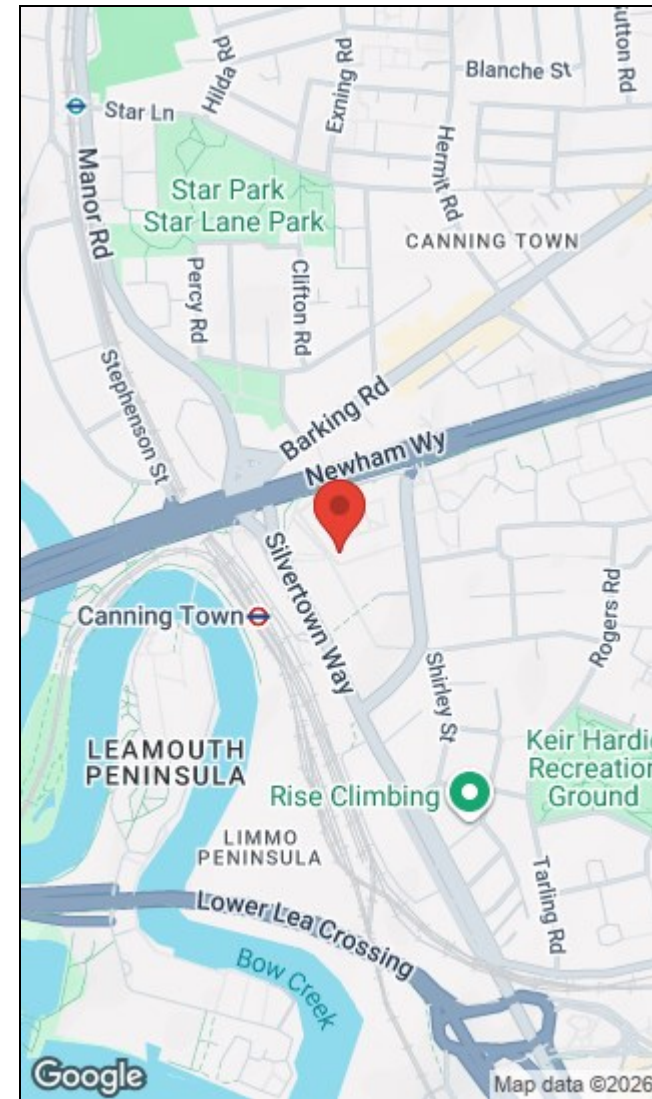 utton Rd
Blanche St
Hilda Rd
Exning Rd
Star Ln
Hermit Rd
Manor Rd
Star Park
Star Lane Park
CANNING TOWN
Percy Rd
Clifton Rd
Stephenson St
Barking Rd
Newham Wy
Silvertown Way
Canning Town
Rogers Rd
Shirley St
LEAMOUTH
PENINSULA
Keir Hardie
Recreation
Ground
Rise Climbing
LIMMO
PENINSULA
Tarling Rd
Lower Lea Crossing
Bow Creek
Google
Map data ©2026